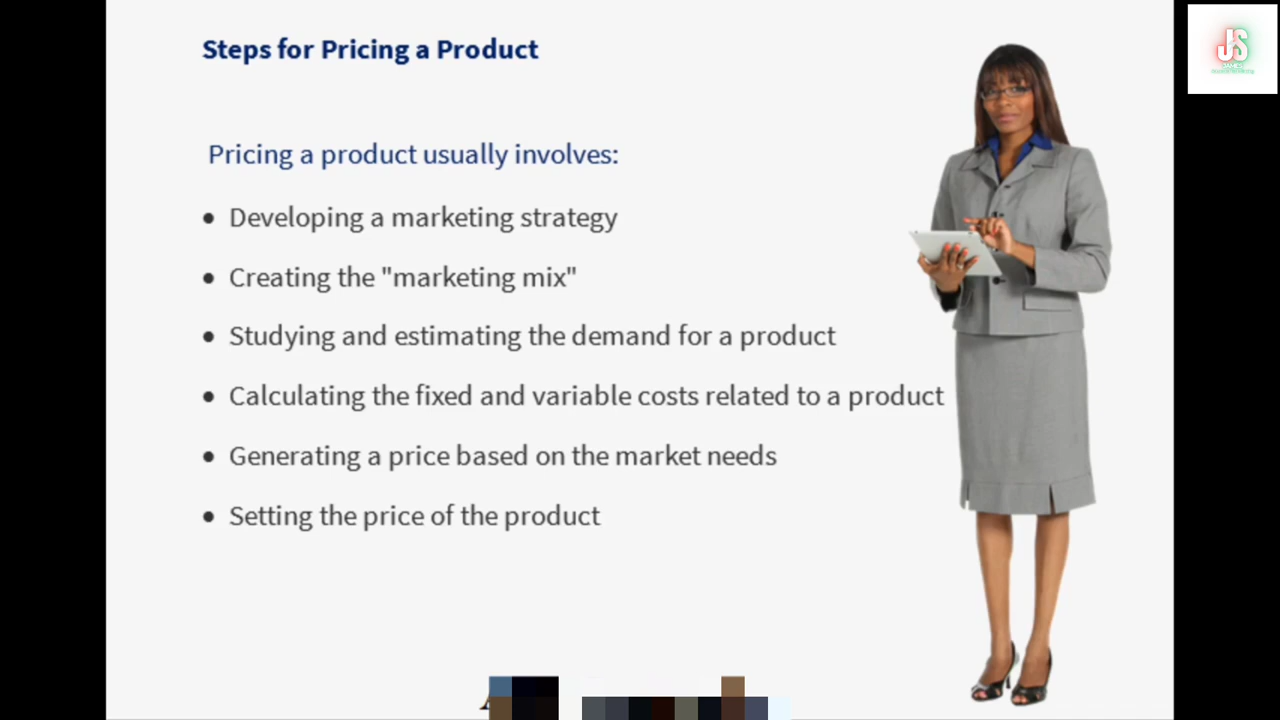 Steps for Pricing a Product
Pricing a product usually involves:
• Developing a marketing strategy
• Creating the "marketing mix"
• Studying and estimating the demand for a product
• Calculating the fixed and variable costs related to a product
• Generating a price based on the market needs
• Setting the price of the product
JS